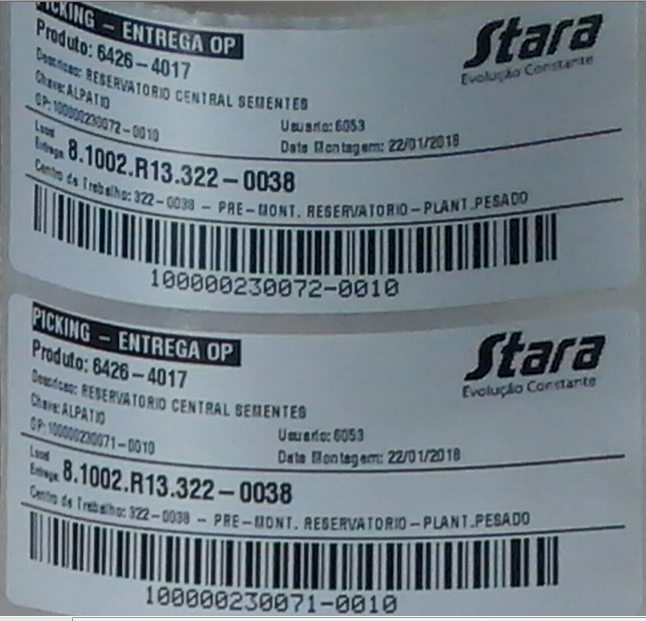 PICKING - ENTREGA OP
Stara
Produto: 6426-4017
Evolução Constante
Descricao: RESERVATORIO CENTRAL SEMENTES
Chave: ALPATIO
OP: 100000230072-0010
Usuario: 6053
Data Montagem: 22/01/2018
Local
Entrega: 8.1002.R13.322-0038
Centro de Trabalho: 322-0038 - PRE-MONT. RESERVATORIO-PLANT.PESADO
100000230072-0010
PICKING - ENTREGA OP
Stara
Produto: 6426-4017
Evolução Constante
Descricao: RESERVATORIO CENTRAL SEMENTES
Chave: ALPATIO
OP: 100000230071-0010
Usuario: 6053
Data Montagem: 22/01/2018
Local
Entrega: 8.1002.R13.322-0038
Centro de Trabalho: 322-0038 - PRE-MONT. RESERVATORIO-PLANT.PESADO
100000230071-0010